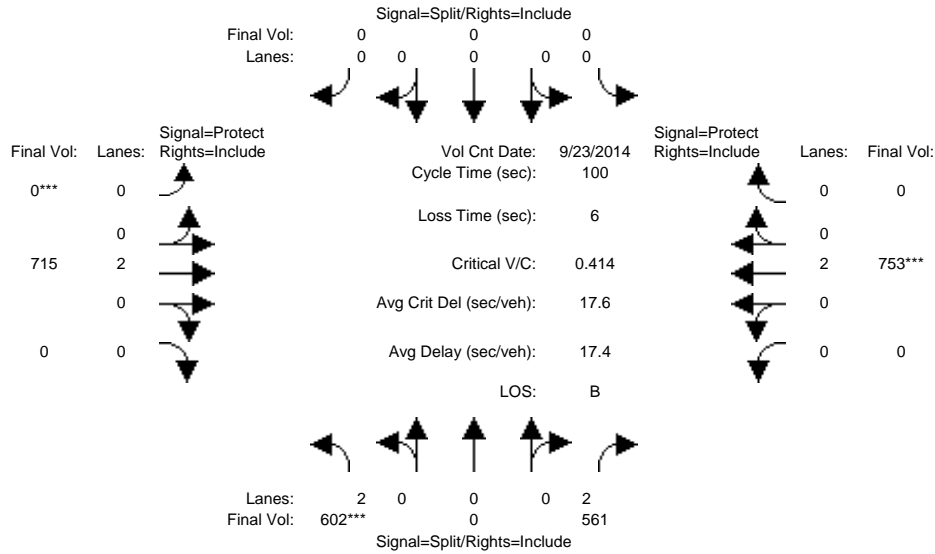 Signal=Split/Rights=Include
Final Vol: 0 0 0
Lanes: 0 0 0 0 0
Signal=Protect Signal=Protect
Final Vol: Lanes: Rights=Include Vol Cnt Date: 9/23/2014 Rights=Include Lanes: Final Vol:
Cycle Time (sec): 100
0*** 0 0 0
Loss Time (sec): 6
0 0
715 2 Critical V/C: 0.414 2 753***
0 Avg Crit Del (sec/veh): 17.6 0
0 0 Avg Delay (sec/veh): 17.4 0 0
LOS: B
Lanes: 2 0 0 0 2
Final Vol: 602*** 0 561
Signal=Split/Rights=Include